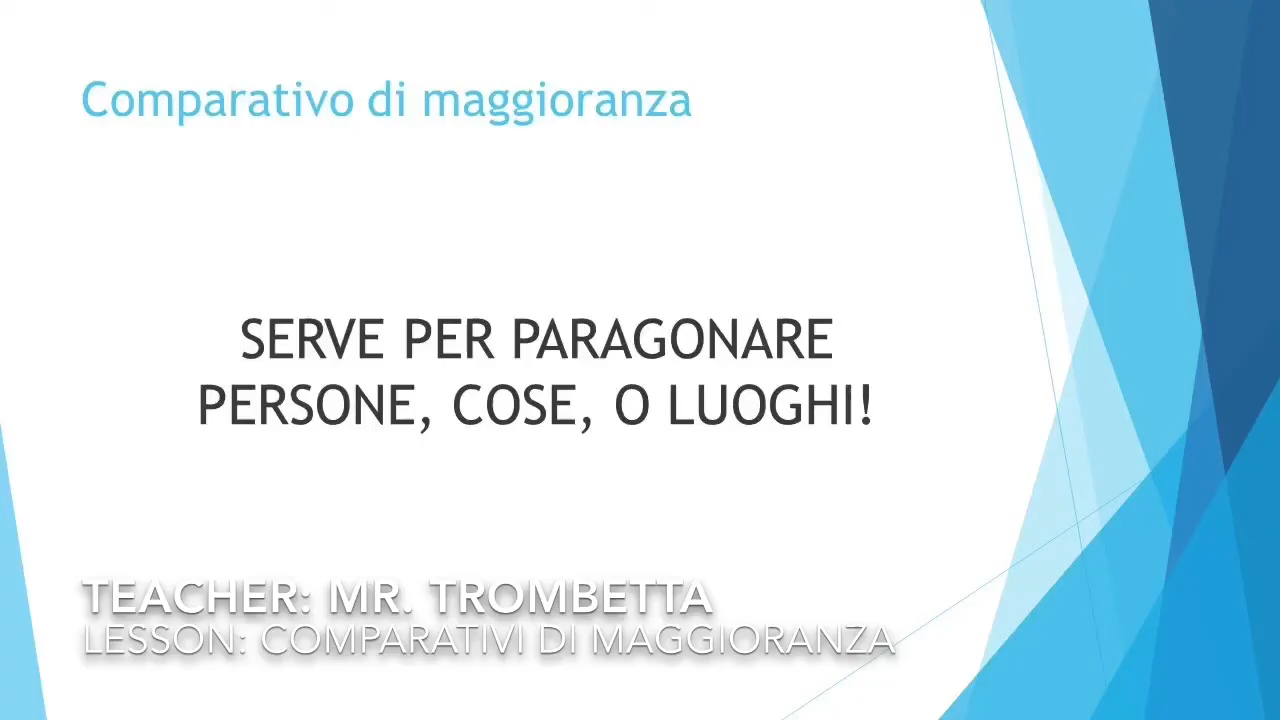 Comparativo di maggioranza
SERVE PER PARAGONARE
PERSONE, COSE, O LUOGHI!
TEACHER: MR. TROMBETTA
LESSON: COMPARATIVI DI MAGGIORANZA